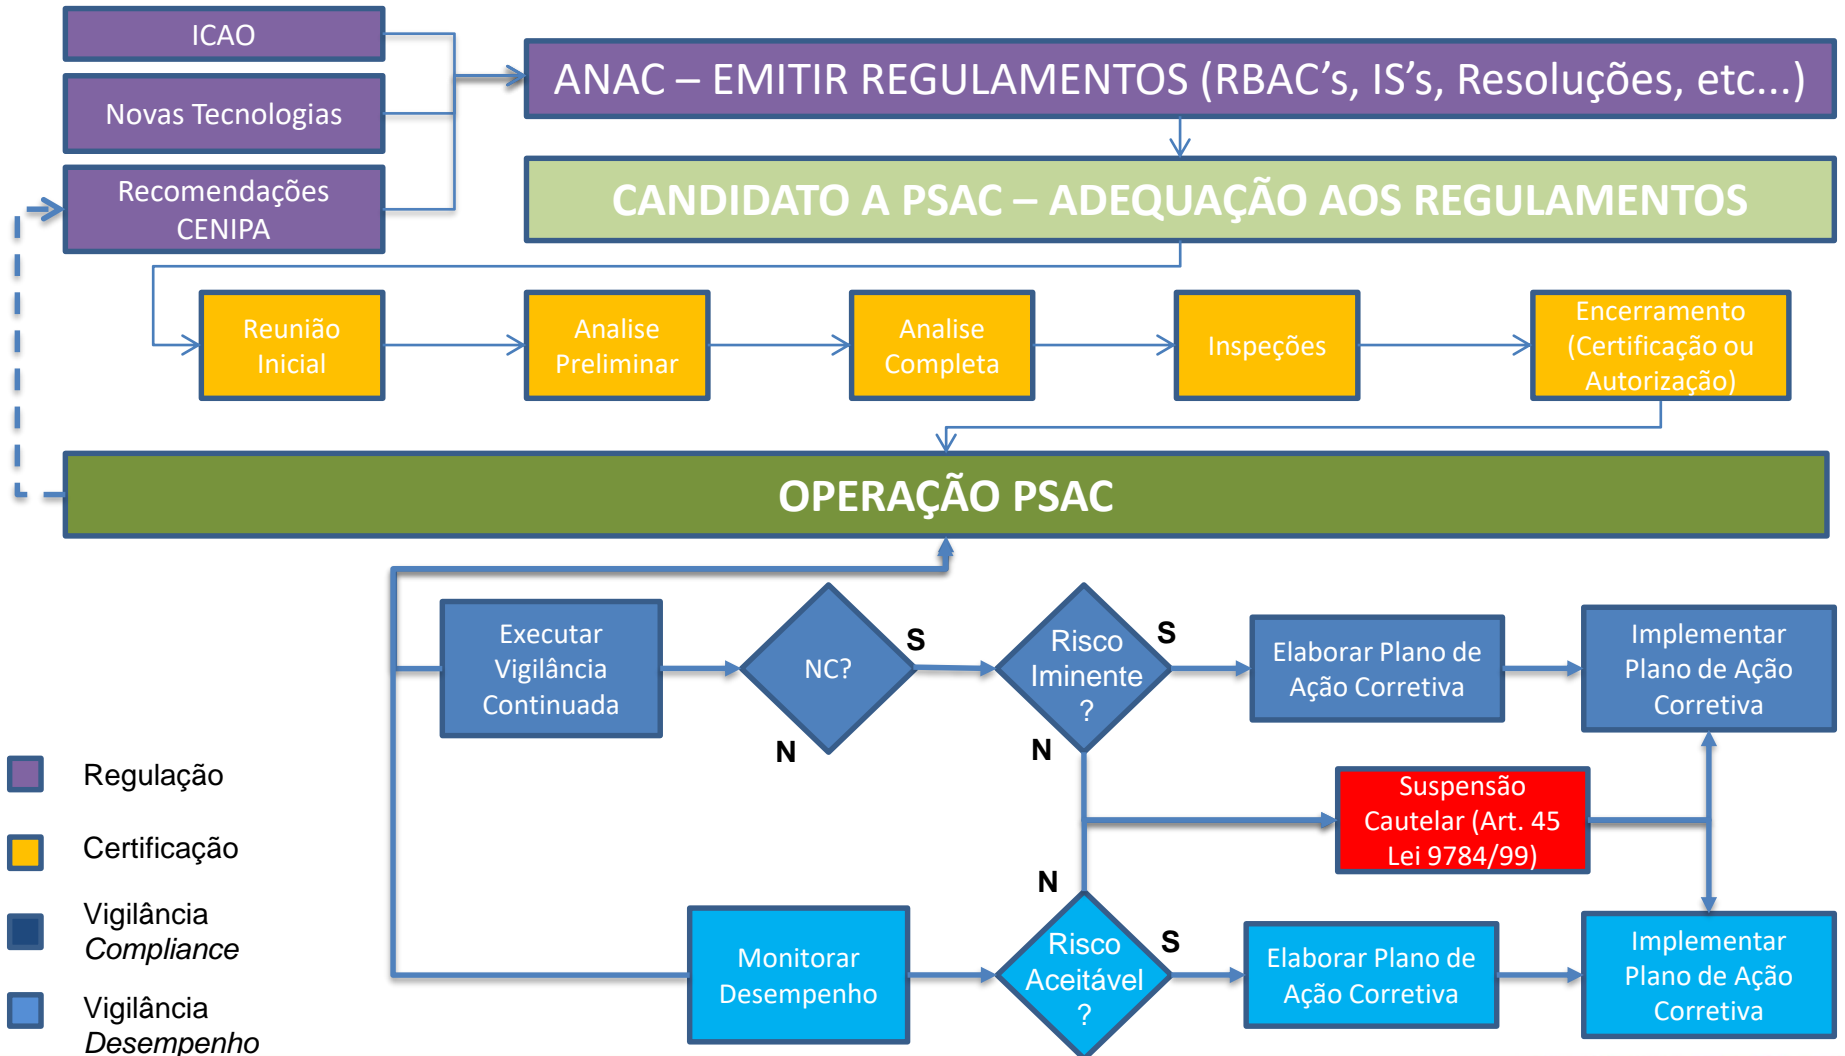 ICAO
ANAC – EMITIR REGULAMENTOS (RBAC’s, IS’s, Resoluções, etc...)
Novas Tecnologias
Recomendações
CENIPA
CANDIDATO A PSAC – ADEQUAÇÃO AOS REGULAMENTOS
Reunião
Inicial
Analise
Preliminar
Analise
Completa
Inspeções
Encerramento
(Certificação ou
Autorização)
OPERAÇÃO PSAC
Executar
Vigilância
Continuada
NC?
S
N
Risco
Iminente
?
S
N
Elaborar Plano de
Ação Corretiva
Implementar
Plano de Ação
Corretiva
Suspensão
Cautelar (Art. 45
Lei 9784/99)
Monitorar
Desempenho
N
Risco
Aceitável
?
S
Elaborar Plano de
Ação Corretiva
Implementar
Plano de Ação
Corretiva
Regulação
Certificação
Vigilância
Compliance
Vigilância
Desempenho